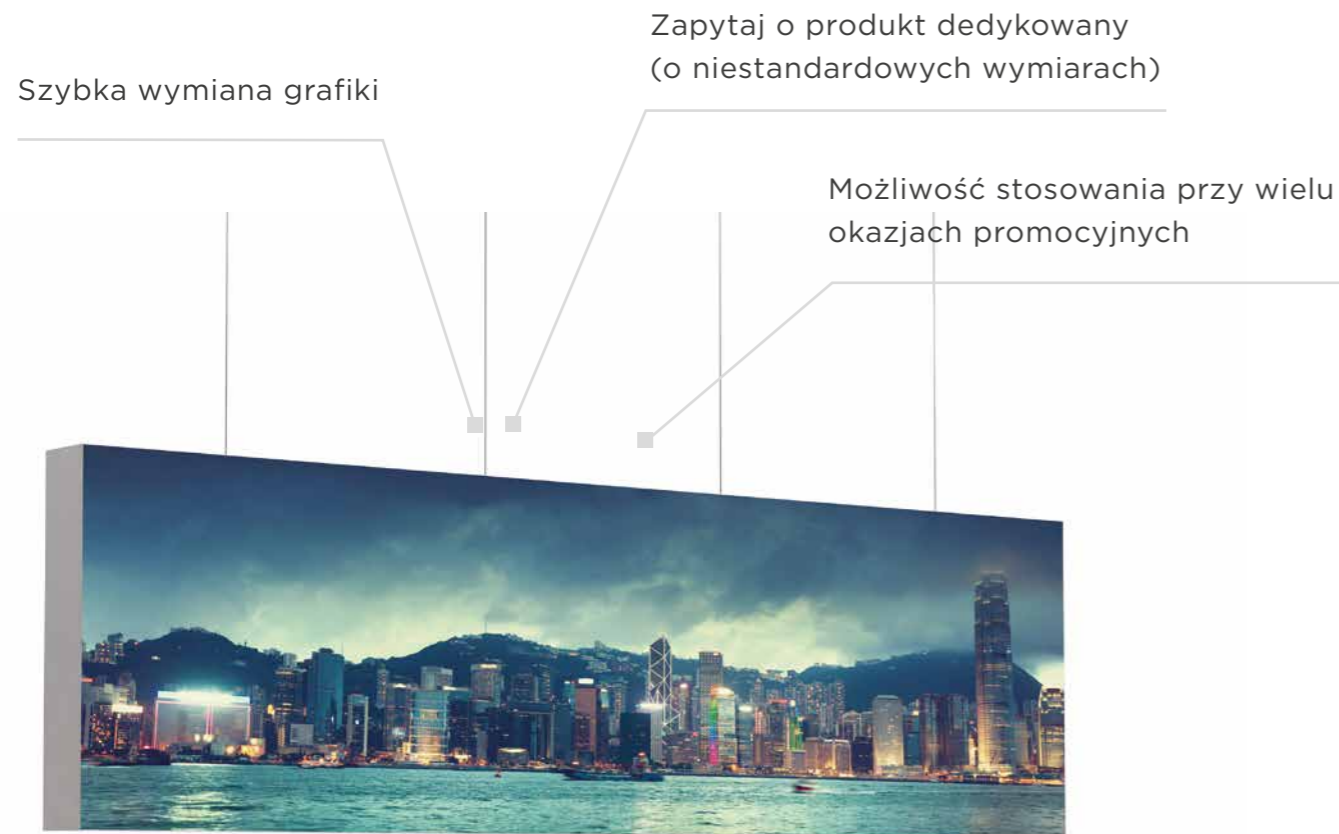 Zapytaj o produkt dedykowany
(o niestandardowych wymiarach)
Szybka wymiana grafiki
Możliwość stosowania przy wielu
okazjach promocyjnych